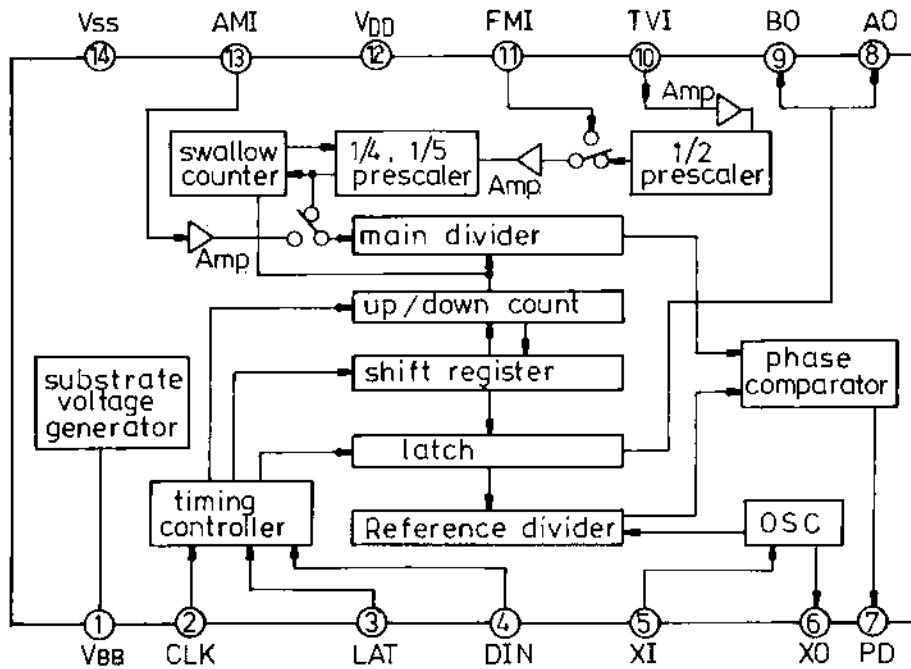 Vss AMI VDD FMI TVI BO AO
14 13 12 11 10 9 8
Amp
swallow counter
1/4, 1/5 prescaler
Amp
1/2 prescaler
Amp
main divider
up/down count
substrate voltage generator
shift register
phase comparator
latch
timing controller
Reference divider
OSC
1 2 3 4 5 6 7
VBB CLK LAT DIN XI XO PD